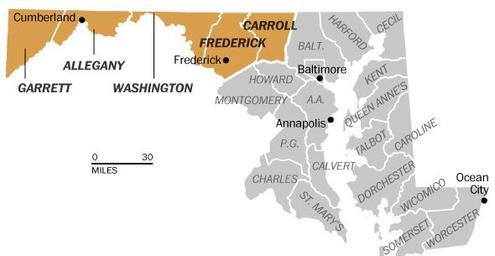 Cumberland
CARROLL
HARFORD
CECIL
FREDERICK
BALT.
Frederick
ALLEGANY
Baltimore
KENT
GARRETT
WASHINGTON
HOWARD
MONTGOMERY
A.A.
QUEEN ANNE'S
Annapolis
TALBOT
CAROLINE
P.G.
0 30
MILES
CALVERT
DORCHESTER
CHARLES
ST. MARY'S
WICOMICO
Ocean
City
SOMERSET
WORCESTER